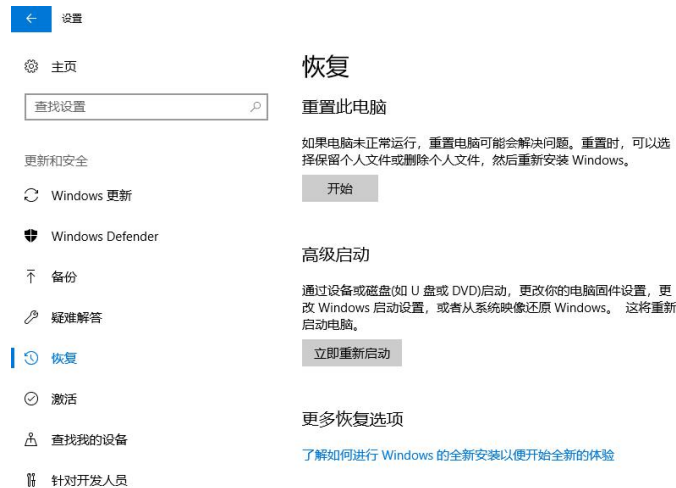 设置
主页
查找设置
更新和安全
Windows 更新
Windows Defender
备份
疑难解答
恢复
激活
查找我的设备
针对开发人员
恢复
重置此电脑
如果电脑未正常运行，重置电脑可能会解决问题。重置时，可以选
择保留个人文件或删除个人文件，然后重新安装 Windows。
开始
高级启动
通过设备或磁盘(如 U 盘或 DVD)启动，更改你的电脑固件设置，更
改 Windows 启动设置，或者从系统映像还原 Windows。 这将重新
启动电脑。
立即重新启动
更多恢复选项
了解如何进行 Windows 的全新安装以便开始全新的体验